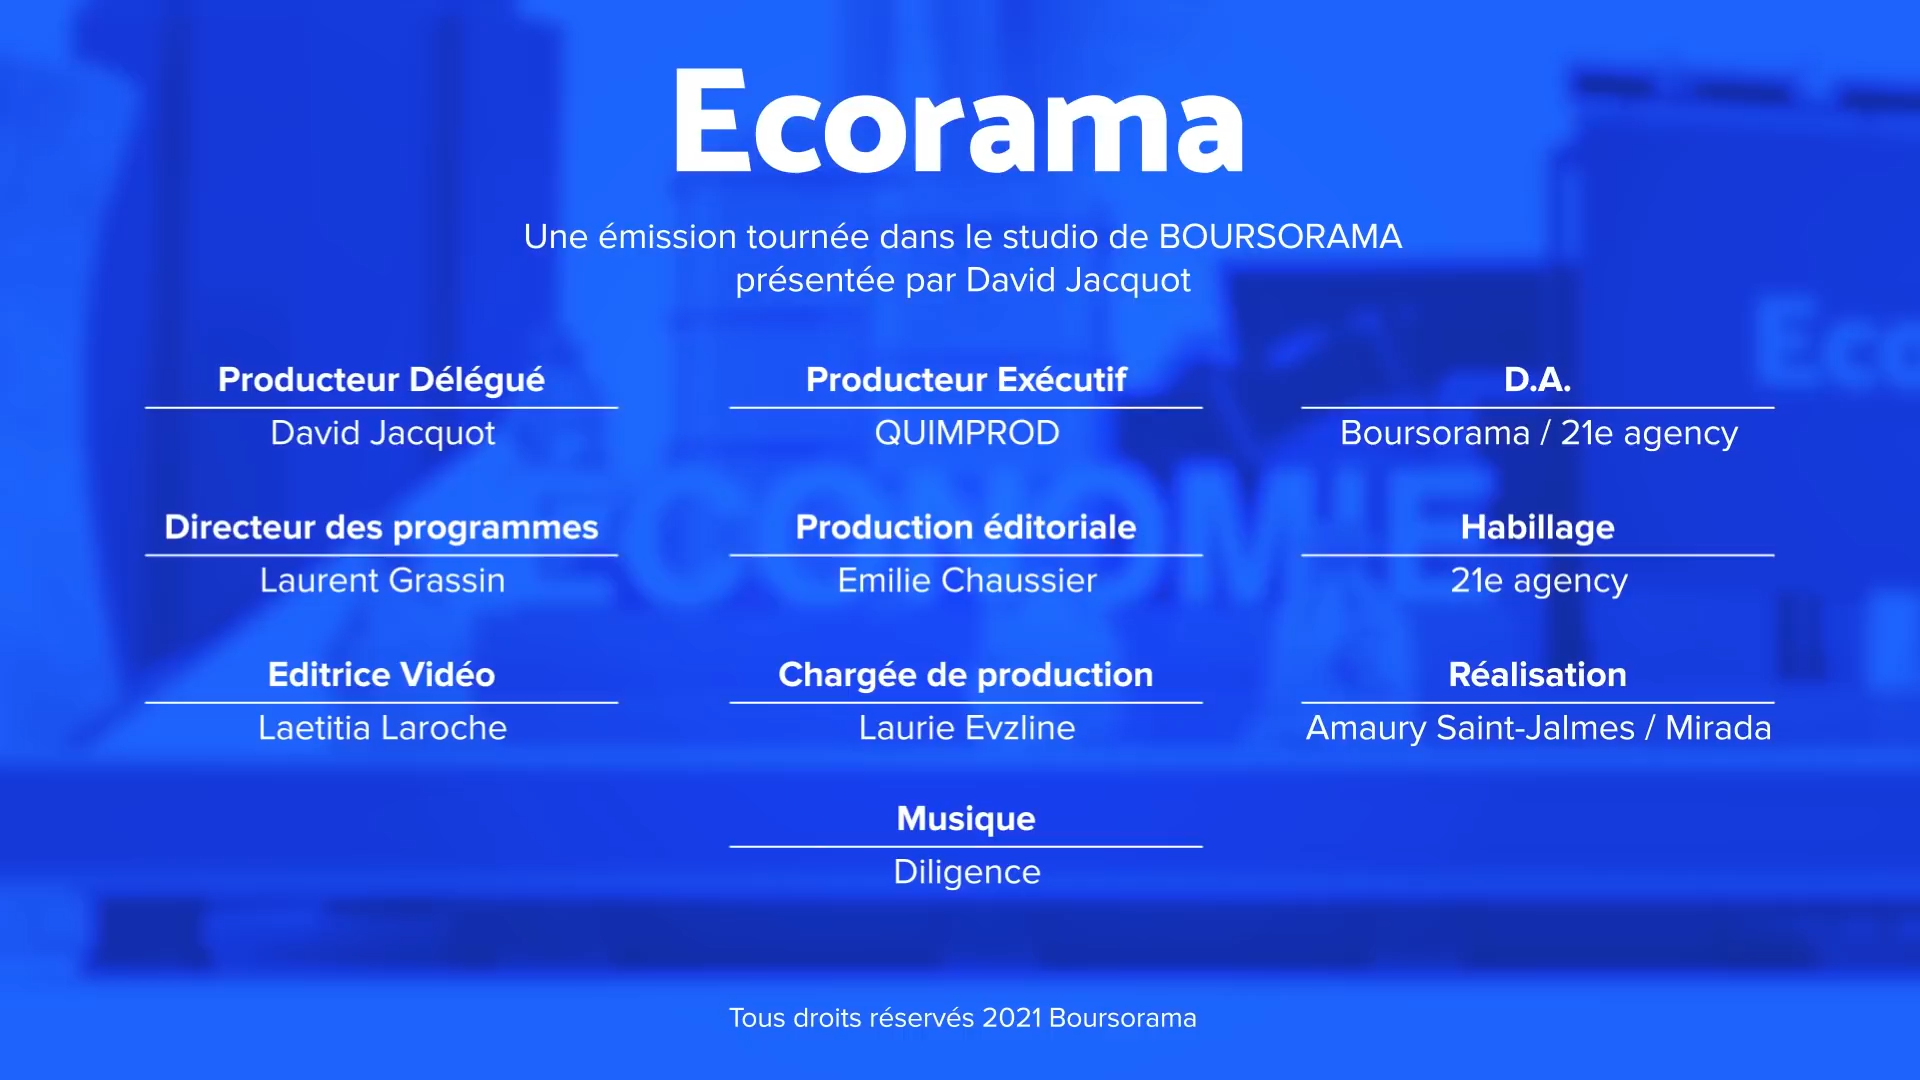 Ecorama
Une émission tournée dans le studio de BOURSORAMA
présentée par David Jacquot
Producteur Délégué
David Jacquot
Producteur Exécutif
QUIMPROD
D.A.
Boursorama / 21e agency
Directeur des programmes
Laurent Grassin
Production éditoriale
Emilie Chaussier
Habillage
21e agency
Editrice Vidéo
Laetitia Laroche
Chargée de production
Laurie Evzline
Réalisation
Amaury Saint-Jalmes / Mirada
Musique
Diligence
ECONOMIE
Eco
Tous droits réservés 2021 Boursorama